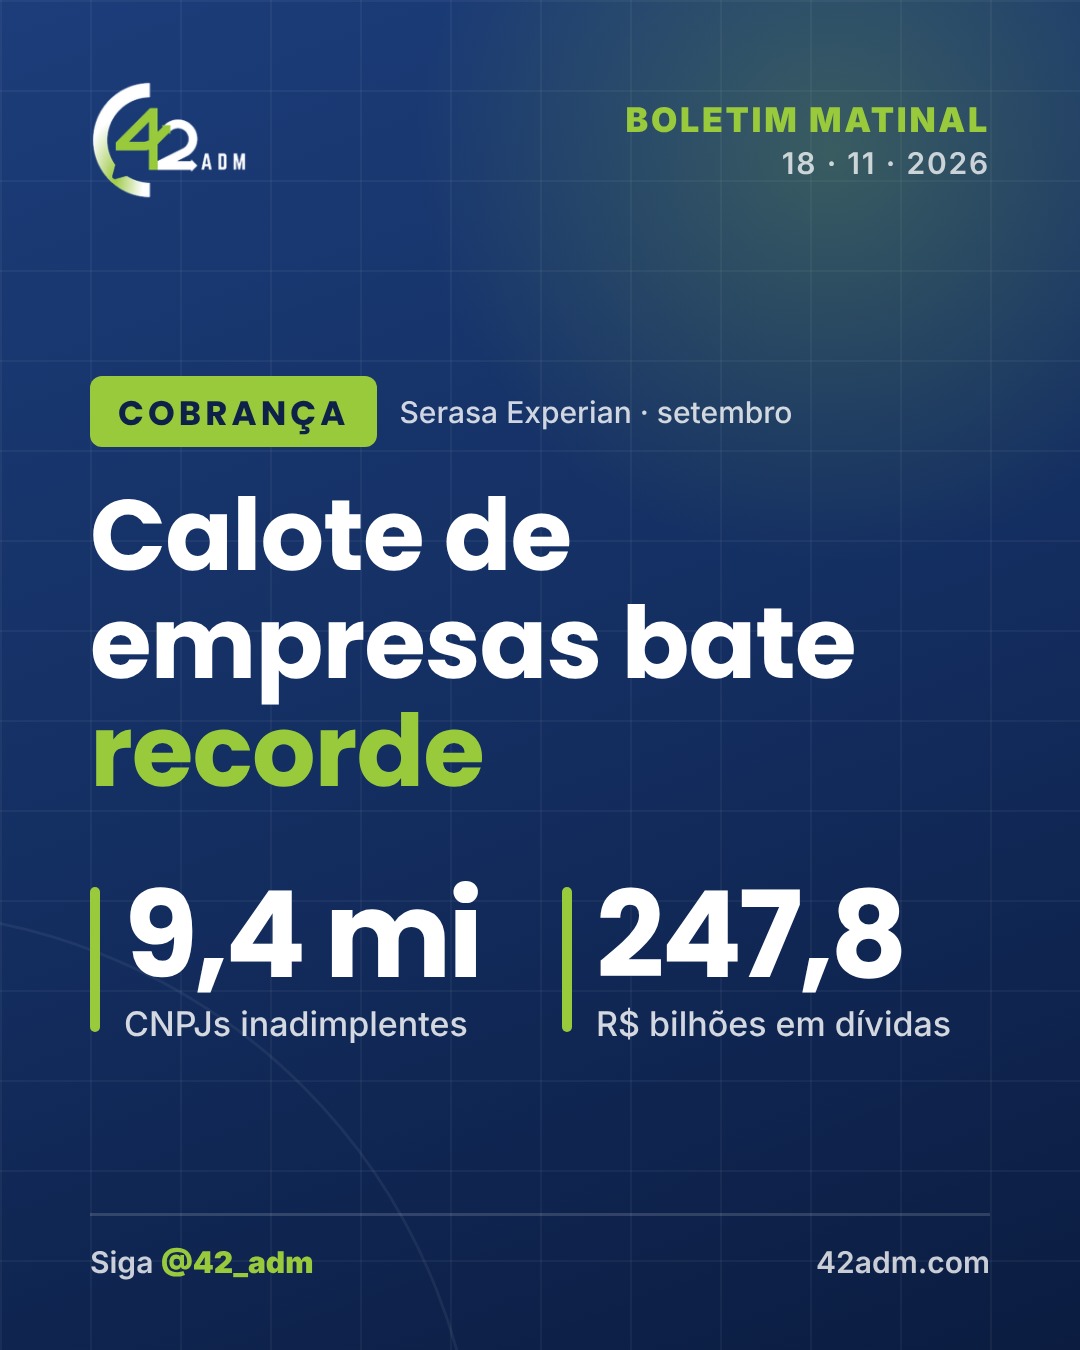 42 ADM
BOLETIM MATINAL
18 · 11 · 2026
COBRANÇA
Serasa Experian · setembro
Calote de
empresas bate
recorde
9,4 mi
CNPJs inadimplentes
247,8
R$ bilhões em dívidas
Siga @42_adm
42adm.com